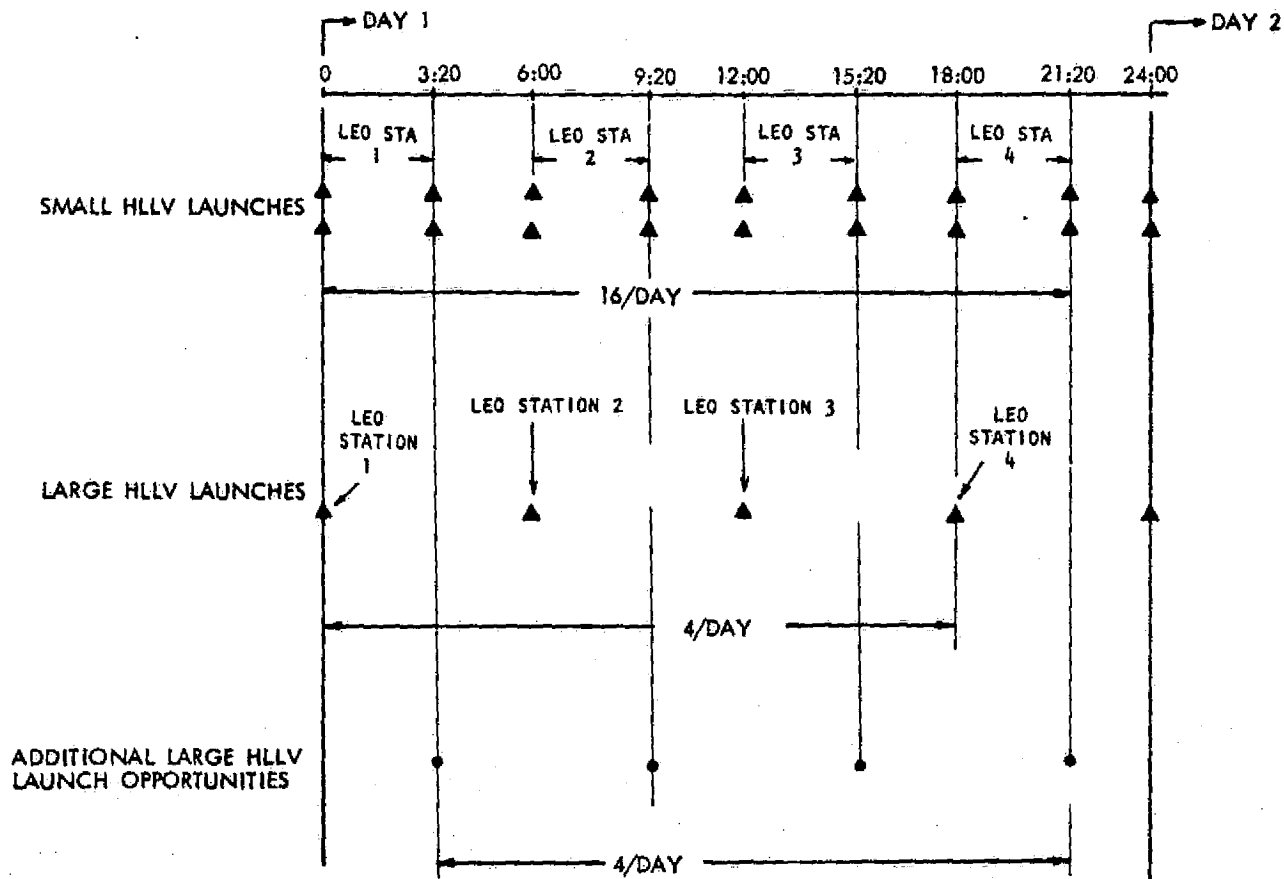 DAY 1
DAY 2
0 3:20 6:00 9:20 12:00 15:20 18:00 21:20 24:00
LEO STA
1
LEO STA
2
LEO STA
3
LEO STA
4
SMALL HLLV LAUNCHES
16/DAY
LEO
STATION
1
LEO STATION 2
LEO STATION 3
LEO
STATION
4
LARGE HLLV LAUNCHES
4/DAY
ADDITIONAL LARGE HLLV
LAUNCH OPPORTUNITIES
4/DAY